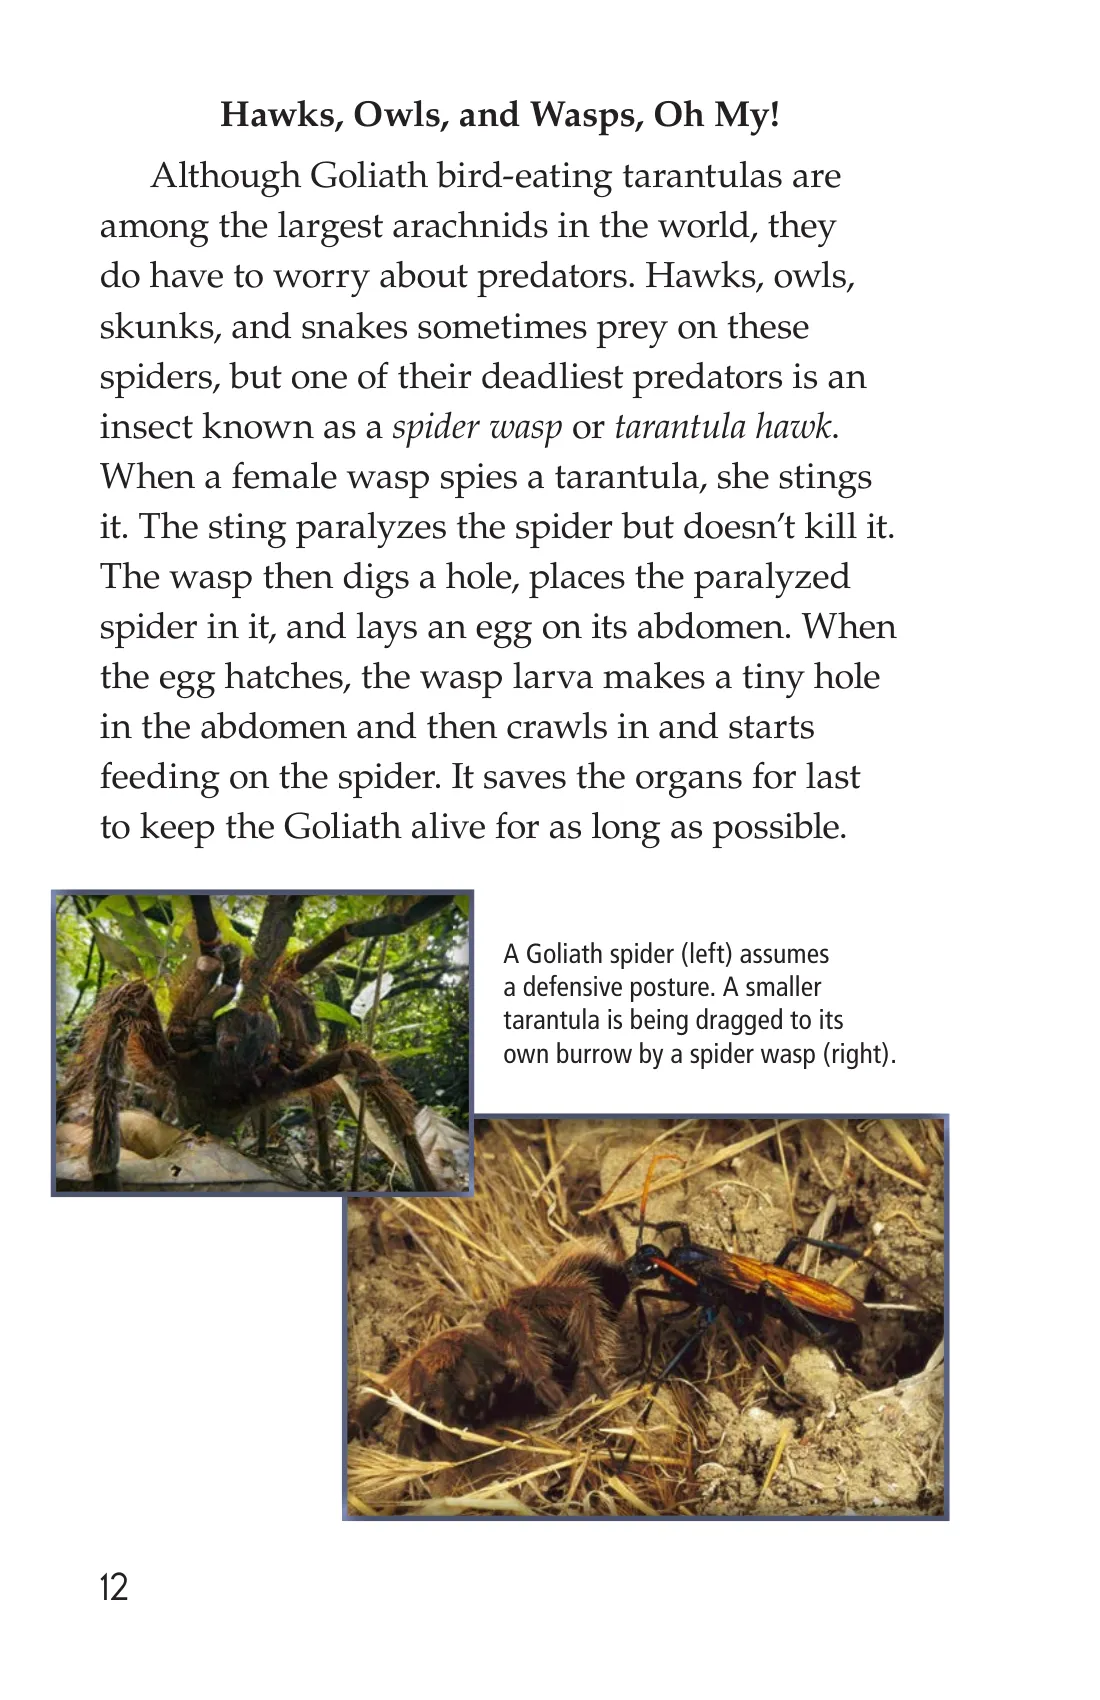 Hawks, Owls, and Wasps, Oh My!
Although Goliath bird-eating tarantulas are
among the largest arachnids in the world, they
do have to worry about predators. Hawks, owls,
skunks, and snakes sometimes prey on these
spiders, but one of their deadliest predators is an
insect known as a spider wasp or tarantula hawk.
When a female wasp spies a tarantula, she stings
it. The sting paralyzes the spider but doesn’t kill it.
The wasp then digs a hole, places the paralyzed
spider in it, and lays an egg on its abdomen. When
the egg hatches, the wasp larva makes a tiny hole
in the abdomen and then crawls in and starts
feeding on the spider. It saves the organs for last
to keep the Goliath alive for as long as possible.
A Goliath spider (left) assumes
a defensive posture. A smaller
tarantula is being dragged to its
own burrow by a spider wasp (right).
12